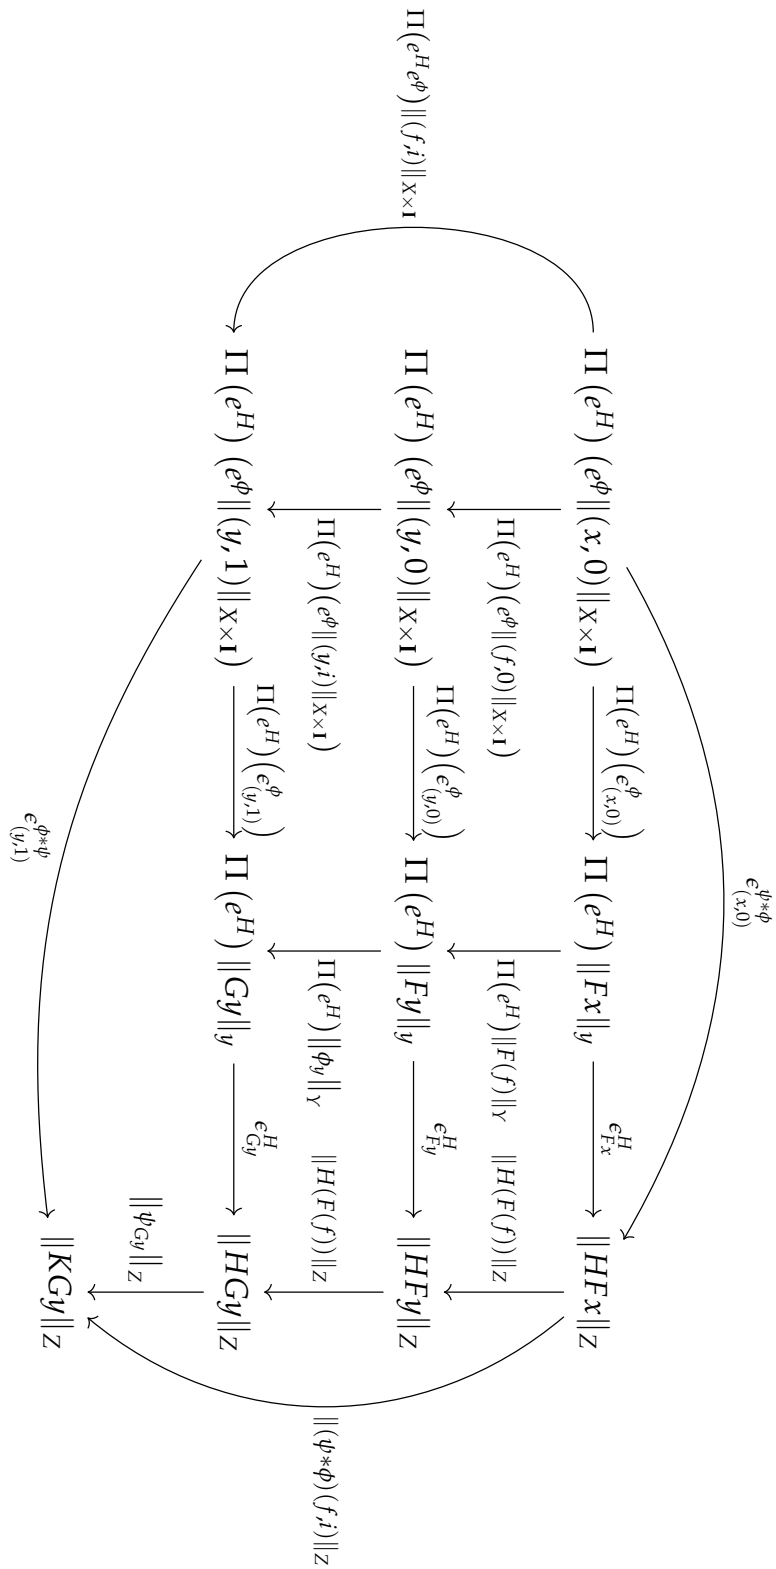 ϵ^{ψ*ϕ}_{(x,0)}
Π(e^H)(ϵ^ϕ_{(x,0)}) ϵ^H_{Fx}
Π(e^H)(e^ϕ‖(x,0)‖_{X×I}) Π(e^H)‖Fx‖_y ‖HFx‖_Z
Π(e^H)(e^ϕ‖(f,0)‖_{X×I}) Π(e^H)‖F(f)‖_Y ‖H(F(f))‖_Z
Π(e^H)(ϵ^ϕ_{(y,0)}) ϵ^H_{Fy}
Π(e^He^ϕ)‖(f,i)‖_{X×I} Π(e^H)(e^ϕ‖(y,0)‖_{X×I}) Π(e^H)‖Fy‖_y ‖HFy‖_Z
Π(e^H)(e^ϕ‖(y,i)‖_{X×I}) Π(e^H)‖ϕ_y‖_Y ‖H(F(f))‖_Z ‖(ψ*ϕ)(f,i)‖_Z
Π(e^H)(ϵ^ϕ_{(y,1)}) ϵ^H_{Gy}
Π(e^H)(e^ϕ‖(y,1)‖_{X×I}) Π(e^H)‖Gy‖_y ‖HGy‖_Z
‖ψ_{Gy}‖_Z
‖KGy‖_Z
ϵ^{ϕ*ψ}_{(y,1)}